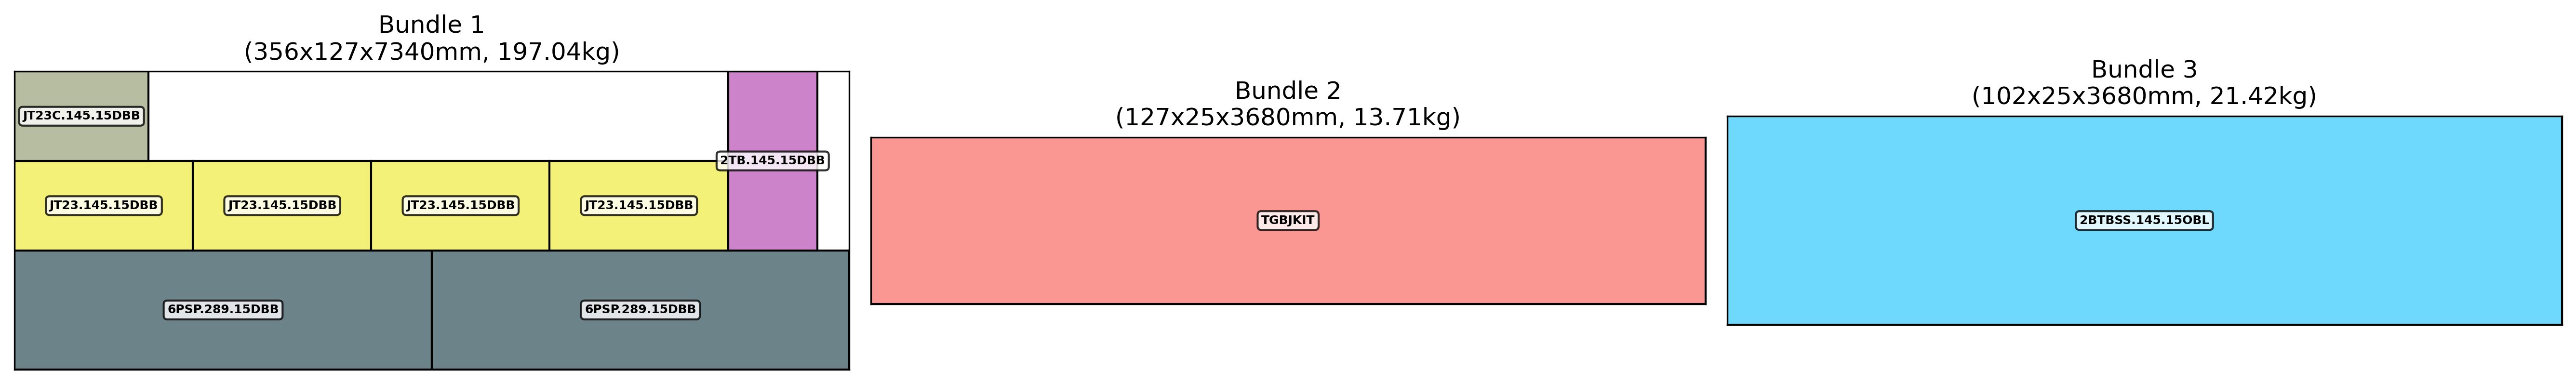 Bundle 1
(356x127x7340mm, 197.04kg)
JT23C.145.15DBB
2TB.145.15DBB
JT23.145.15DBB
JT23.145.15DBB
JT23.145.15DBB
JT23.145.15DBB
6PSP.289.15DBB
6PSP.289.15DBB
Bundle 2
(127x25x3680mm, 13.71kg)
TGBJKIT
Bundle 3
(102x25x3680mm, 21.42kg)
2BTBSS.145.15OBL